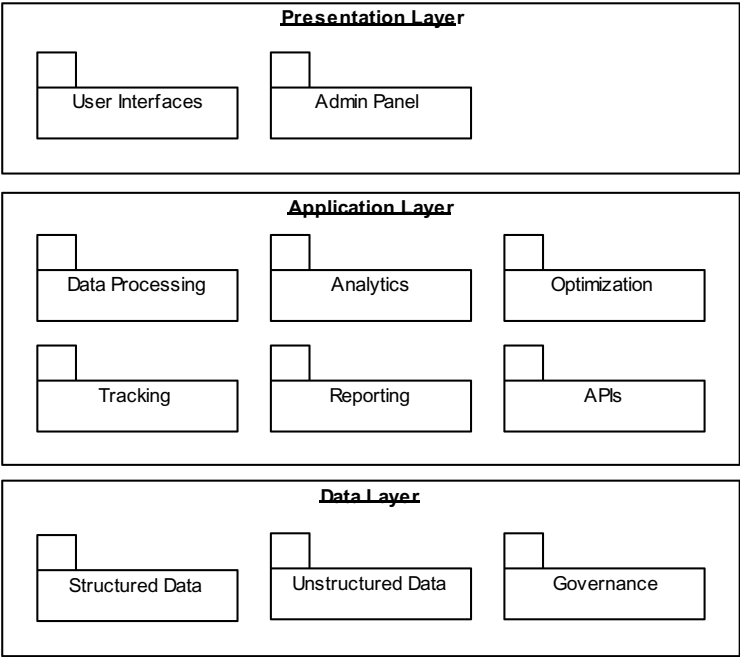 Presentation Layer
User Interfaces
Admin Panel
Application Layer
Data Processing
Analytics
Optimization
Tracking
Reporting
APIs
Data Layer
Structured Data
Unstructured Data
Governance